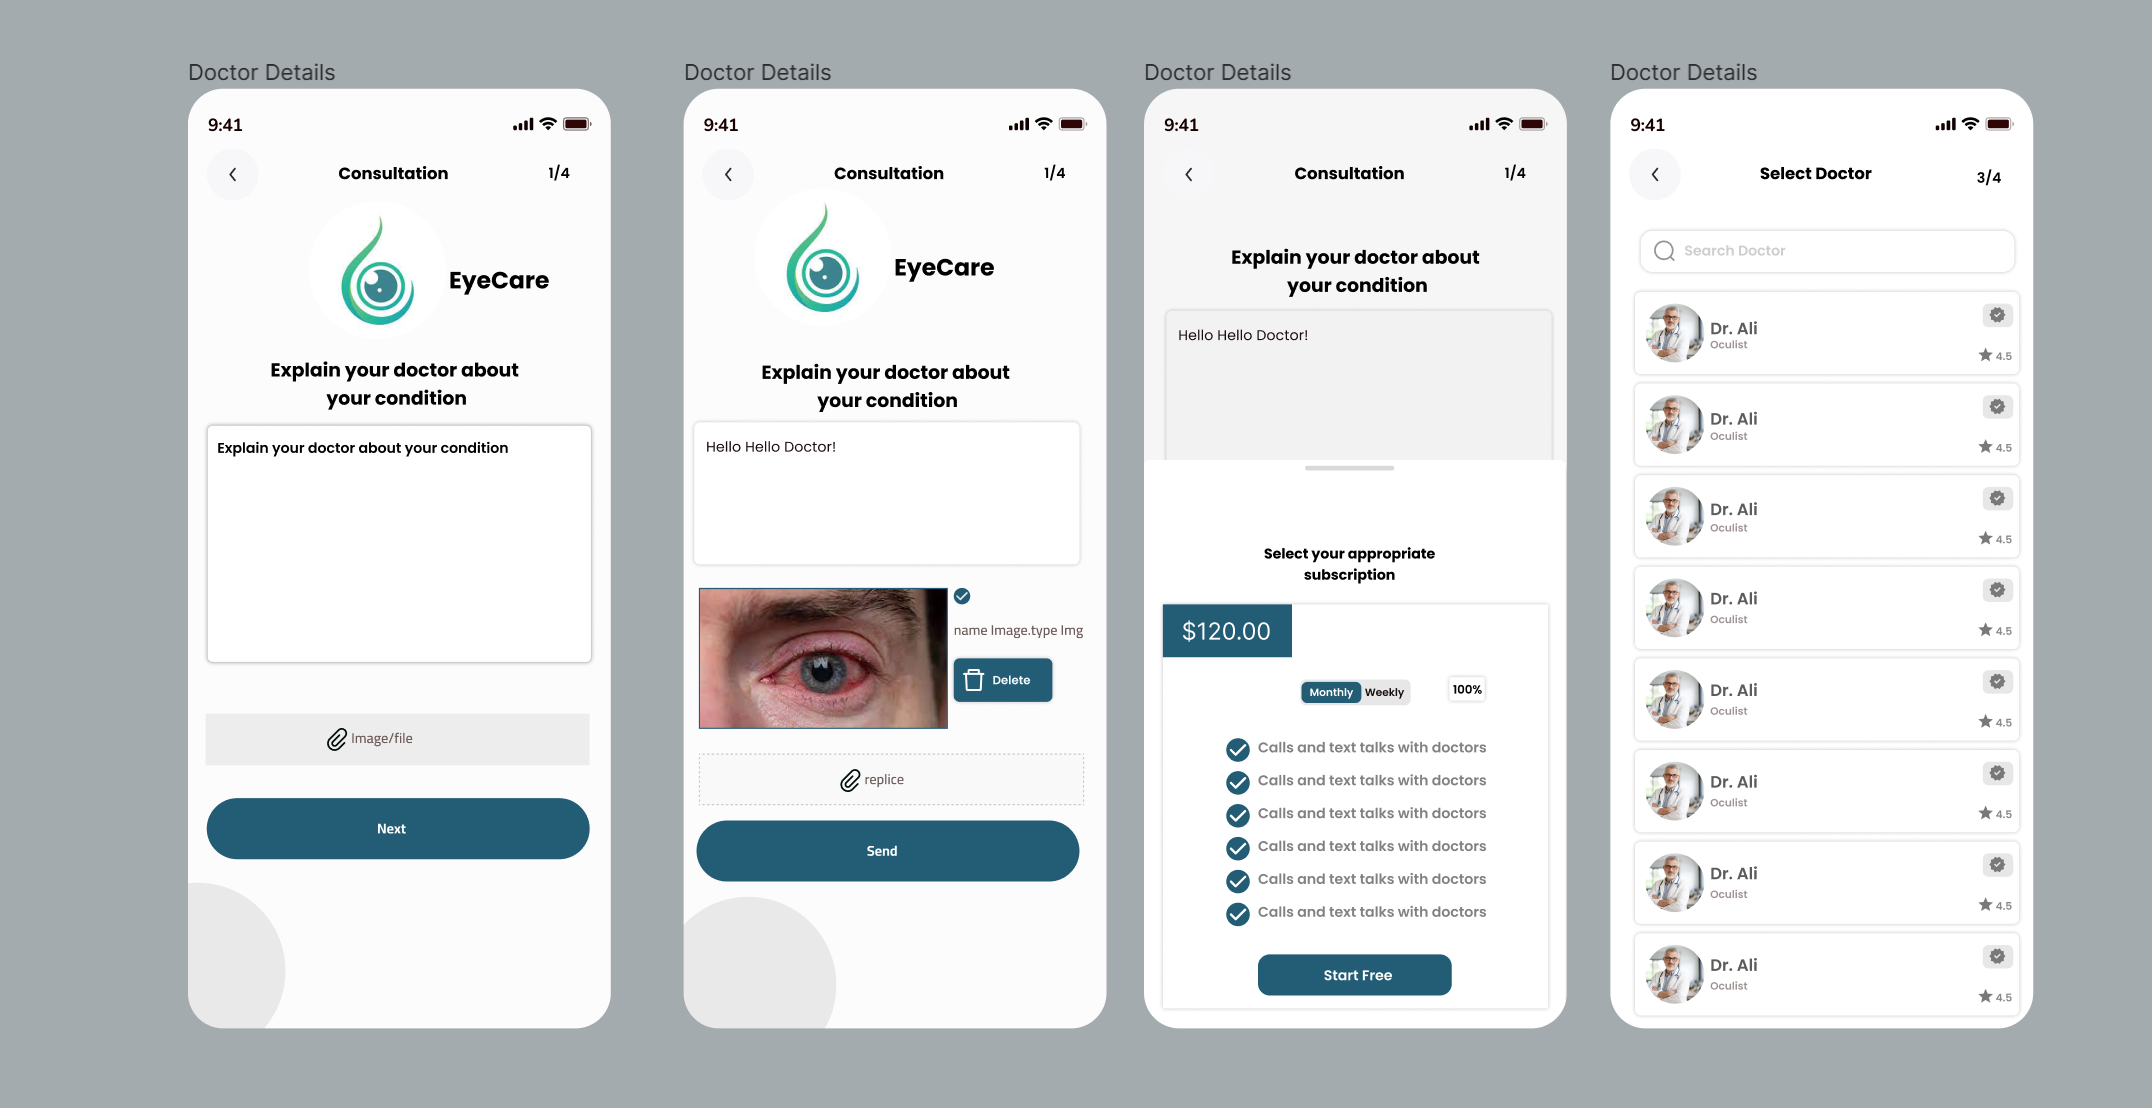 Doctor Details
9:41
Consultation
1/4
EyeCare
Explain your doctor about
your condition
Explain your doctor about your condition
Image/file
Next
Doctor Details
9:41
Consultation
1/4
EyeCare
Explain your doctor about
your condition
Hello Hello Doctor!
name Image.type Img
Delete
replice
Send
Doctor Details
9:41
Consultation
1/4
Explain your doctor about
your condition
Hello Hello Doctor!
Select your appropriate
subscription
$120.00
Monthly Weekly
100%
Calls and text talks with doctors
Calls and text talks with doctors
Calls and text talks with doctors
Calls and text talks with doctors
Calls and text talks with doctors
Calls and text talks with doctors
Start Free
Doctor Details
9:41
Select Doctor
3/4
Search Doctor
Dr. Ali
Oculist
4.5
Dr. Ali
Oculist
4.5
Dr. Ali
Oculist
4.5
Dr. Ali
Oculist
4.5
Dr. Ali
Oculist
4.5
Dr. Ali
Oculist
4.5
Dr. Ali
Oculist
4.5
Dr. Ali
Oculist
4.5